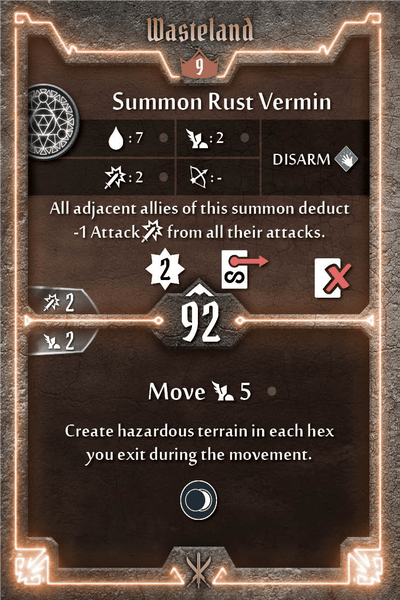 Wasteland
9
Summon Rust Vermin
: 7
: 2
DISARM
: 2
: -
All adjacent allies of this summon deduct
-1 Attack from all their attacks.
2
S
2
92
2
Move 5
Create hazardous terrain in each hex
you exit during the movement.